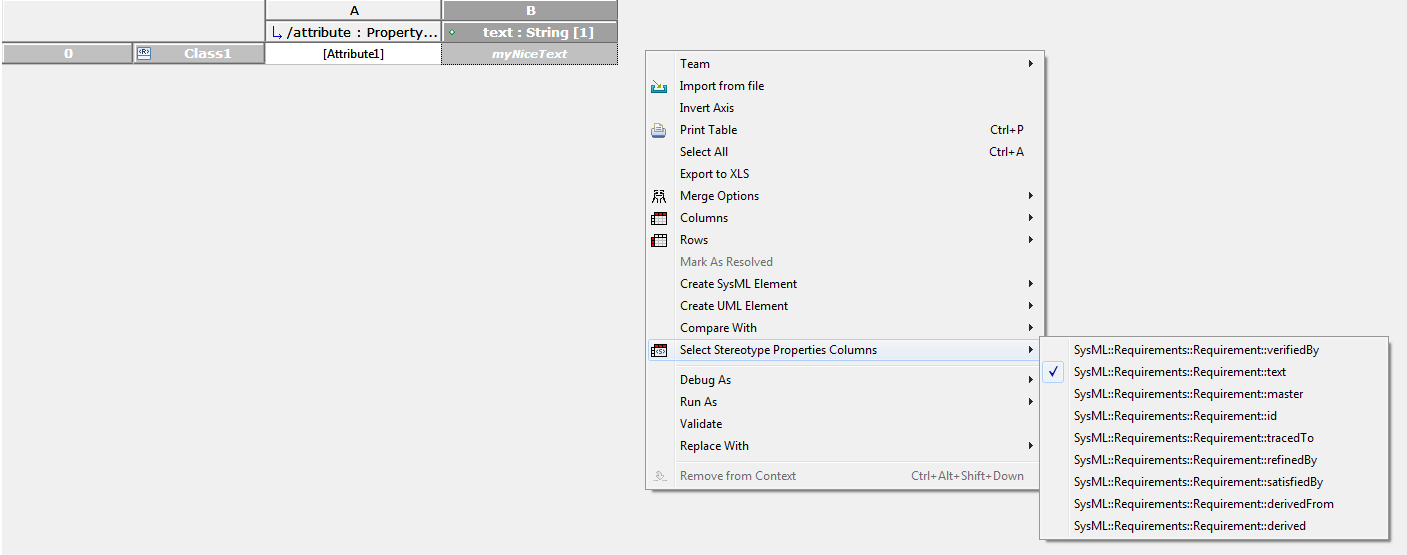 A B
/attribute : Property... text : String [1]
0 Class1 [Attribute1] myNiceText
Team
Import from file
Invert Axis
Print Table Ctrl+P
Select All Ctrl+A
Export to XLS
Merge Options
Columns
Rows
Mark As Resolved
Create SysML Element
Create UML Element
Compare With
Select Stereotype Properties Columns
Debug As
Run As
Validate
Replace With
Remove from Context Ctrl+Alt+Shift+Down
SysML::Requirements::Requirement::verifiedBy
SysML::Requirements::Requirement::text
SysML::Requirements::Requirement::master
SysML::Requirements::Requirement::id
SysML::Requirements::Requirement::tracedTo
SysML::Requirements::Requirement::refinedBy
SysML::Requirements::Requirement::satisfiedBy
SysML::Requirements::Requirement::derivedFrom
SysML::Requirements::Requirement::derived